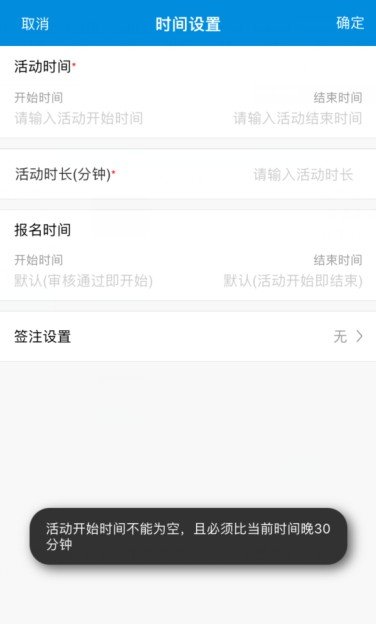 取消 时间设置 确定
活动时间*
开始时间 结束时间
请输入活动开始时间 请输入活动结束时间
活动时长(分钟)* 请输入活动时长
报名时间
开始时间 结束时间
默认(审核通过即开始) 默认(活动开始即结束)
签注设置 无
活动开始时间不能为空，且必须比当前时间晚30
分钟